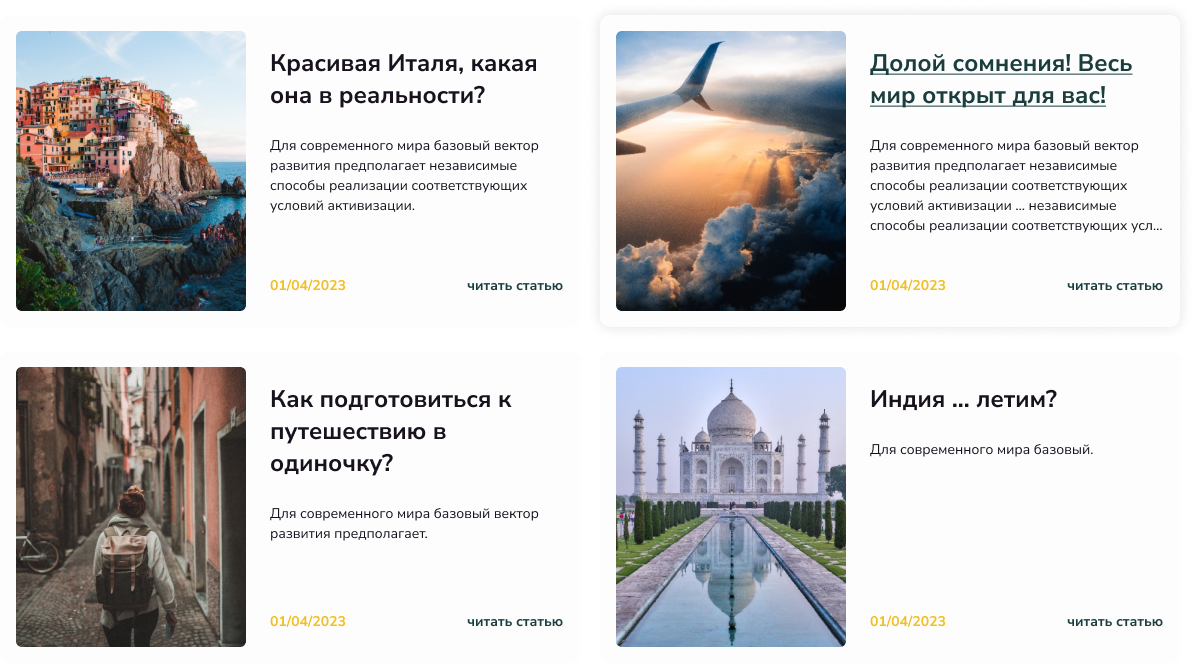 Красивая Италя, какая
она в реальности?
Для современного мира базовый вектор
развития предполагает независимые
способы реализации соответствующих
условий активизации.
01/04/2023 читать статью
Долой сомнения! Весь
мир открыт для вас!
Для современного мира базовый вектор
развития предполагает независимые
способы реализации соответствующих
условий активизации ... независимые
способы реализации соответствующих усл...
01/04/2023 читать статью
Как подготовиться к
путешествию в
одиночку?
Для современного мира базовый вектор
развития предполагает.
01/04/2023 читать статью
Индия ... летим?
Для современного мира базовый.
01/04/2023 читать статью